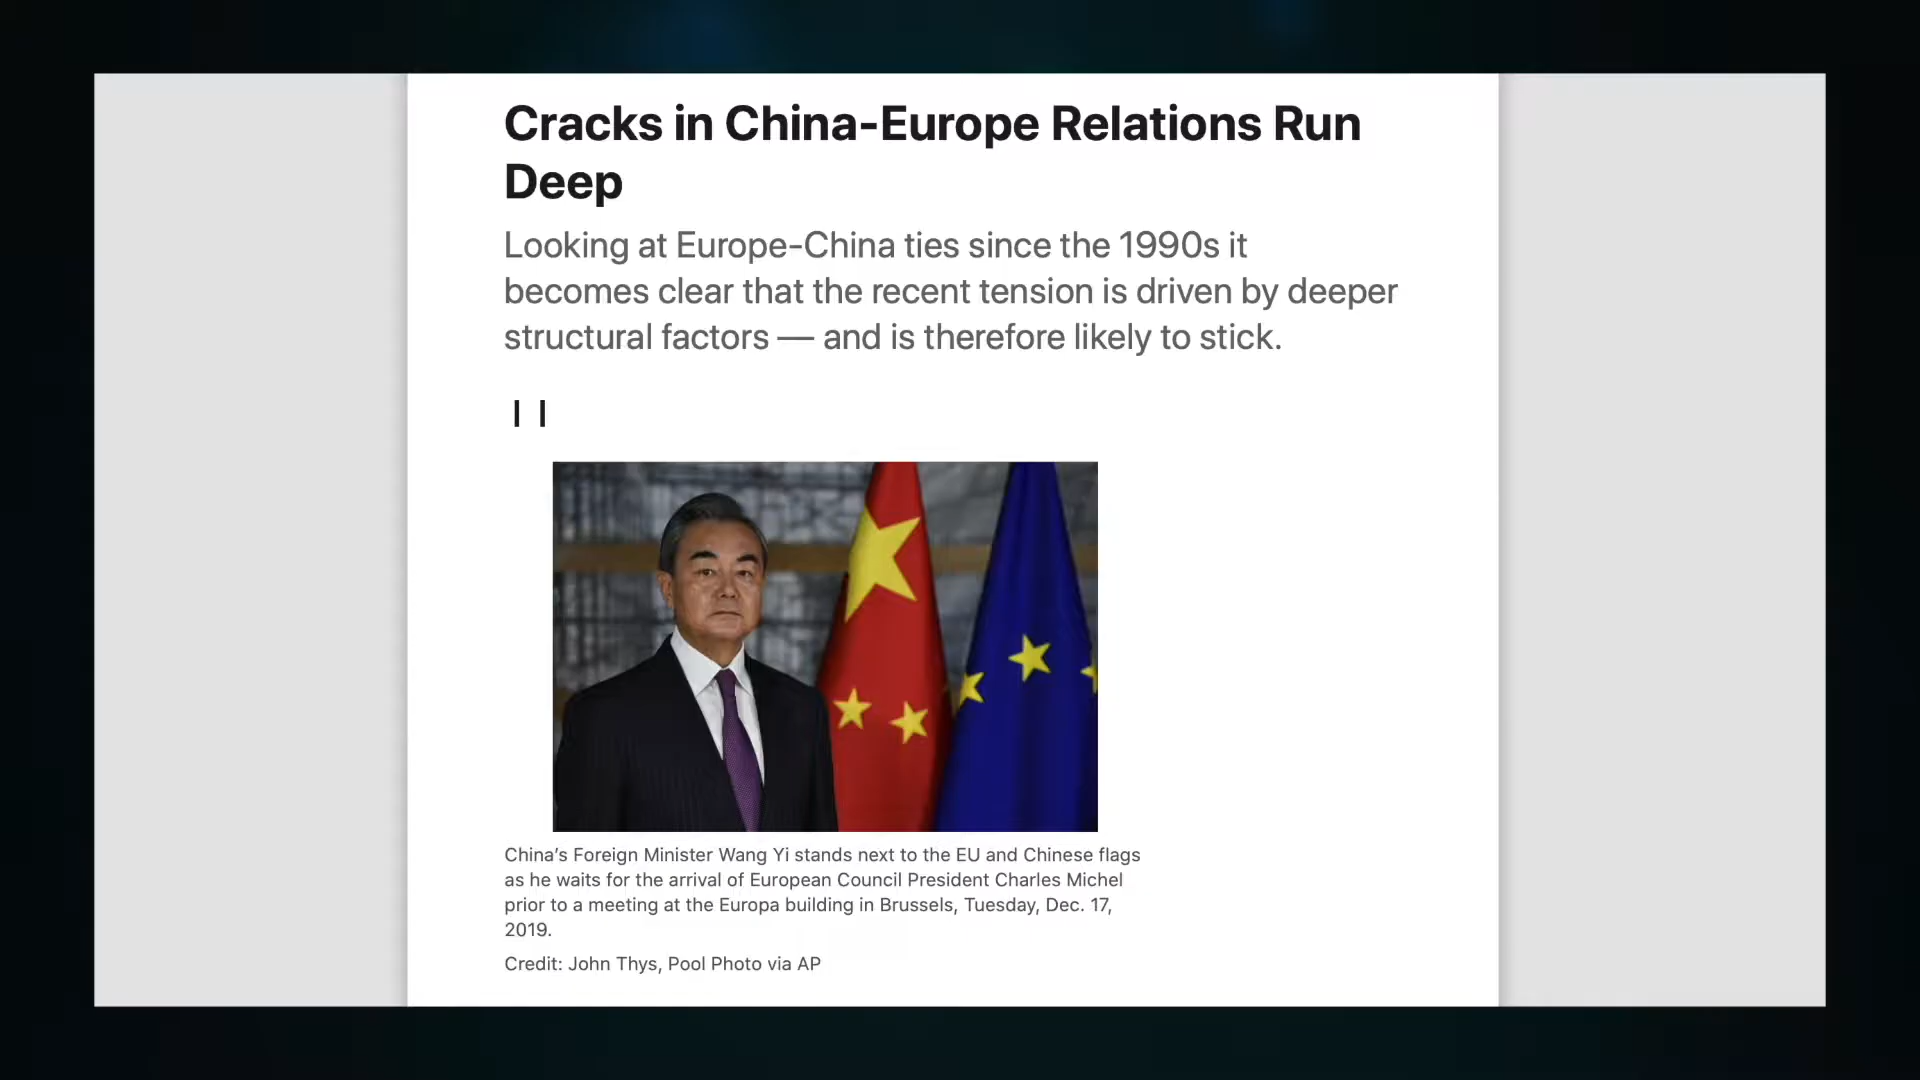 Cracks in China-Europe Relations Run
Deep
Looking at Europe-China ties since the 1990s it
becomes clear that the recent tension is driven by deeper
structural factors — and is therefore likely to stick.
China’s Foreign Minister Wang Yi stands next to the EU and Chinese flags
as he waits for the arrival of European Council President Charles Michel
prior to a meeting at the Europa building in Brussels, Tuesday, Dec. 17,
2019.
Credit: John Thys, Pool Photo via AP